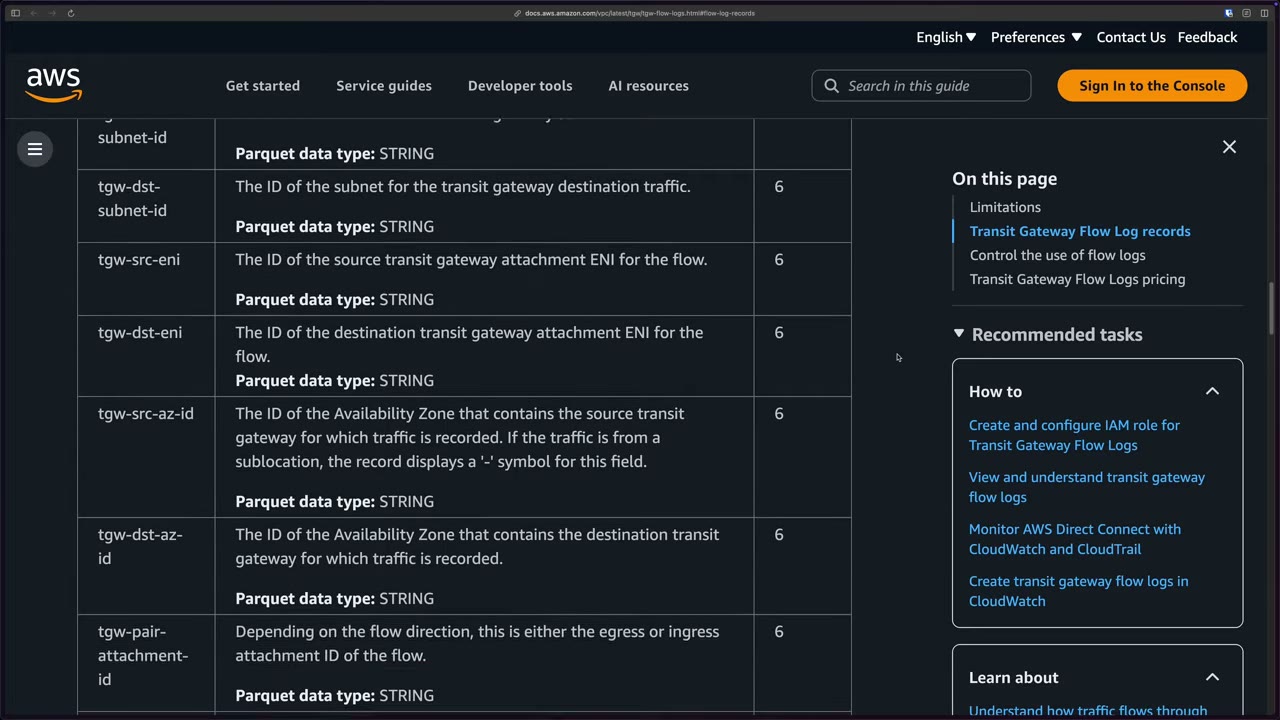 docs.aws.amazon.com/vpc/latest/tgw/tgw-flow-logs.html#flow-log-records
English Preferences Contact Us Feedback
aws
Get started Service guides Developer tools AI resources
Search in this guide
Sign In to the Console
subnet-id
Parquet data type: STRING
tgw-dst-
subnet-id
The ID of the subnet for the transit gateway destination traffic.
Parquet data type: STRING
6
tgw-src-eni
The ID of the source transit gateway attachment ENI for the flow.
Parquet data type: STRING
6
tgw-dst-eni
The ID of the destination transit gateway attachment ENI for the
flow.
Parquet data type: STRING
6
tgw-src-az-id
The ID of the Availability Zone that contains the source transit
gateway for which traffic is recorded. If the traffic is from a
sublocation, the record displays a '-' symbol for this field.
Parquet data type: STRING
6
tgw-dst-az-
id
The ID of the Availability Zone that contains the destination transit
gateway for which traffic is recorded.
Parquet data type: STRING
6
tgw-pair-
attachment-
id
Depending on the flow direction, this is either the egress or ingress
attachment ID of the flow.
Parquet data type: STRING
6
On this page
Limitations
Transit Gateway Flow Log records
Control the use of flow logs
Transit Gateway Flow Logs pricing
Recommended tasks
How to
Create and configure IAM role for
Transit Gateway Flow Logs
View and understand transit gateway
flow logs
Monitor AWS Direct Connect with
CloudWatch and CloudTrail
Create transit gateway flow logs in
CloudWatch
Learn about
Understand how traffic flows through